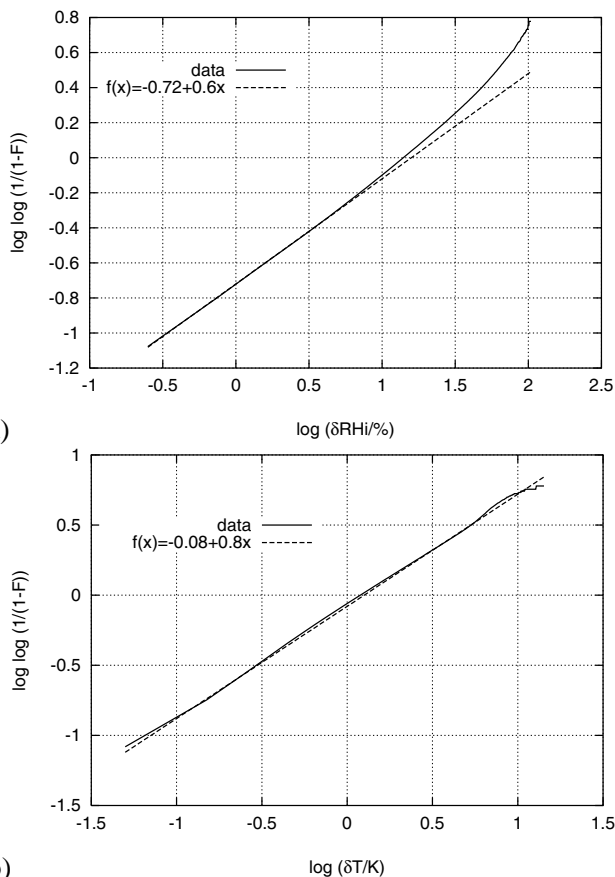 0.8
0.6
0.4
0.2
0
-0.2
-0.4
-0.6
-0.8
-1
-1.2
log log (1/(1-F))
data
f(x)=-0.72+0.6x
-1 -0.5 0 0.5 1 1.5 2 2.5
log (δRHi/%)
)
1
0.5
0
-0.5
-1
-1.5
log log (1/(1-F))
data
f(x)=-0.08+0.8x
-1.5 -1 -0.5 0 0.5 1 1.5
log (δT/K)
)